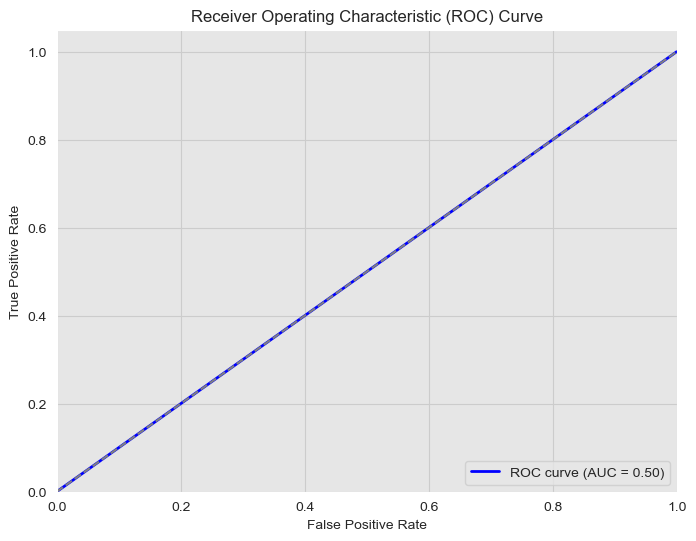 Receiver Operating Characteristic (ROC) Curve
1.0
0.8
0.6
0.4
0.2
0.0
True Positive Rate
ROC curve (AUC = 0.50)
0.0 0.2 0.4 0.6 0.8 1.0
False Positive Rate